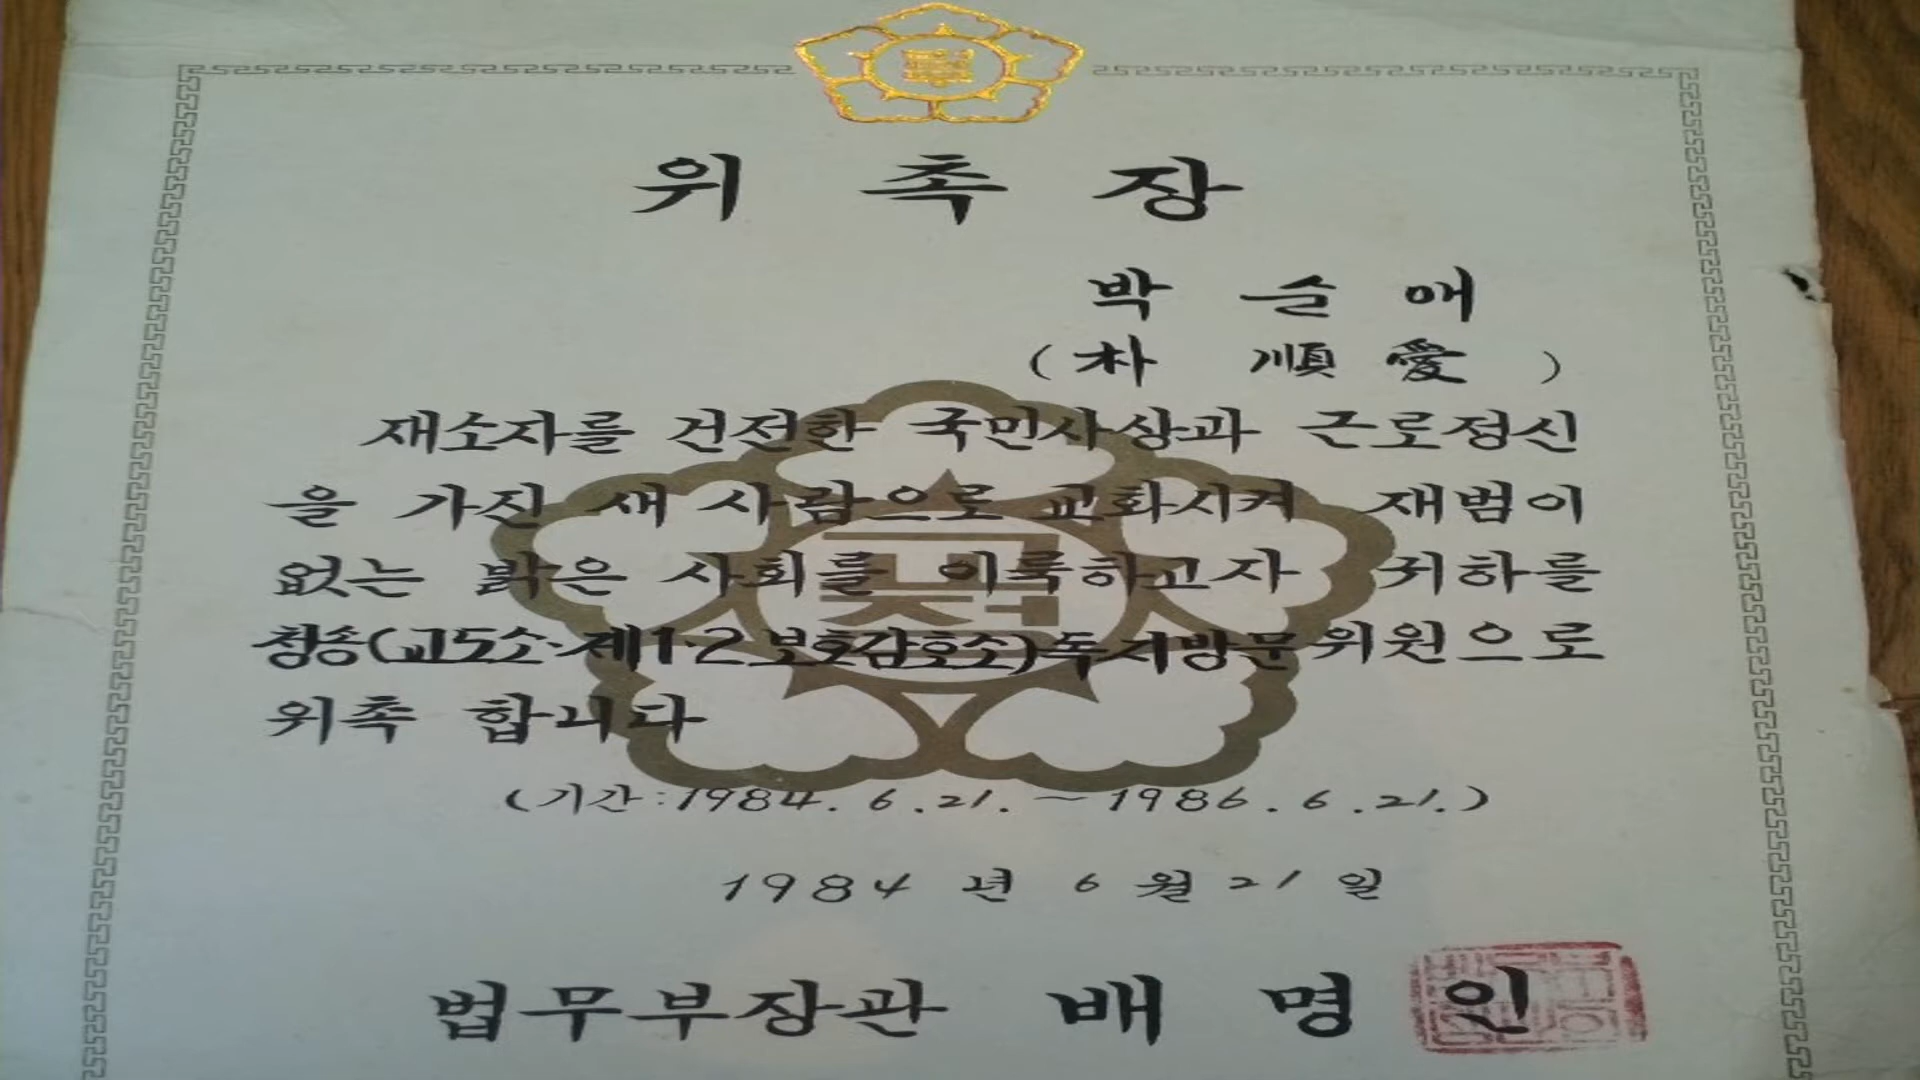 위 촉 장
박 순 애
(朴 順 愛)
재소자를 건전한 국민사상과 근로정신
을 가진 새 사람으로 교화시켜 재범이
없는 밝은 사회를 이룩하고자 귀하를
청송(교도소·제1·2보호감호소)독지방문위원으로
위촉 합니다
(기간:1984. 6. 21. ~ 1986. 6. 21.)
1984 년 6 월 21 일
법무부장관 배 명 인